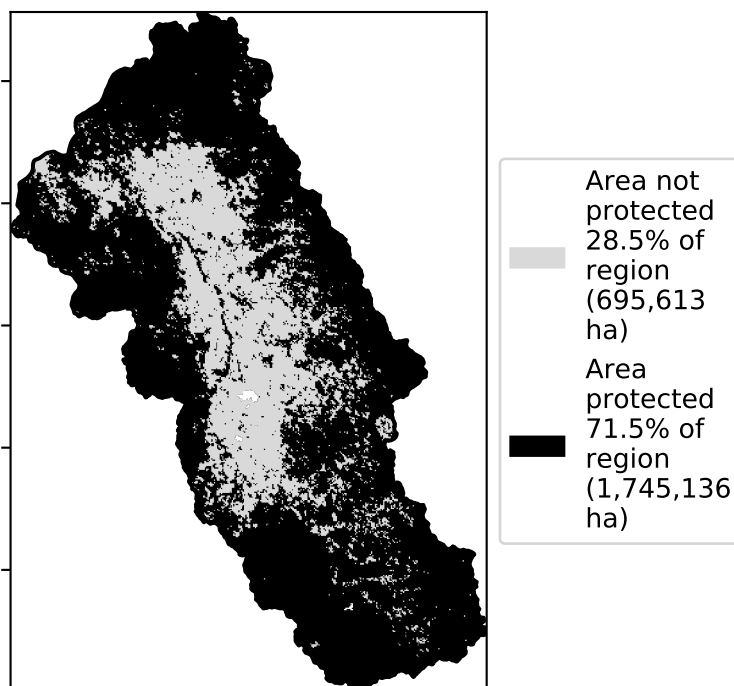 Area not
protected
28.5% of
region
(695,613
ha)
Area
protected
71.5% of
region
(1,745,136
ha)